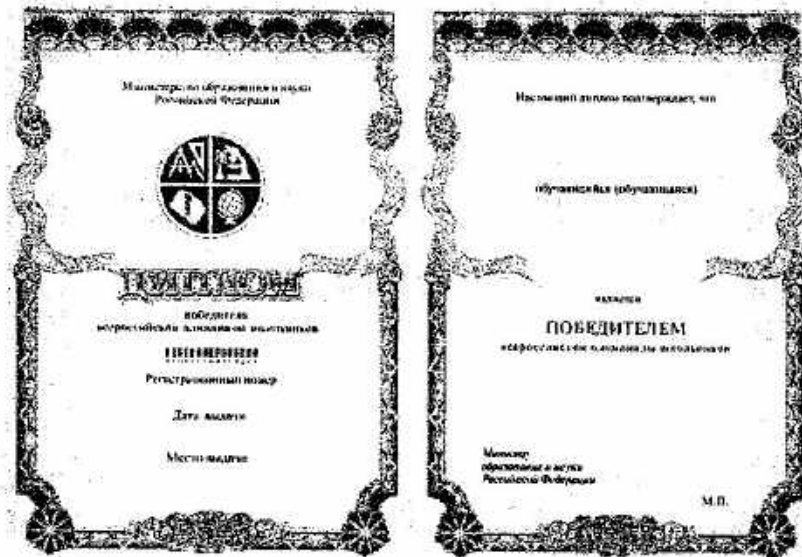 Министерство образования и науки
Российской Федерации
ДИПЛОМ
победителя
всероссийской олимпиады школьников
Регистрационный номер
Дата выдачи
Место выдачи
Настоящий диплом подтверждает, что
обучающийся (обучающаяся)
является
ПОБЕДИТЕЛЕМ
всероссийской олимпиады школьников
Министр
образования и науки
Российской Федерации
М.П.